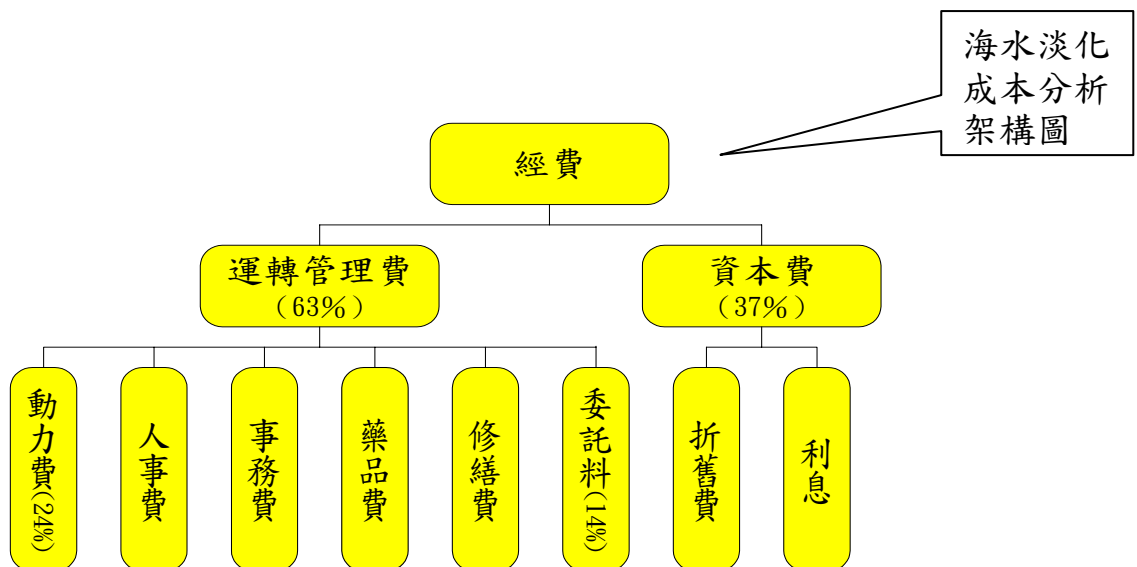 海水淡化
成本分析
架構圖
經費
運轉管理費
（63%）
資本費
（37%）
動力費(24%)
人事費
事務費
藥品費
修繕費
委託料(14%)
折舊費
利息